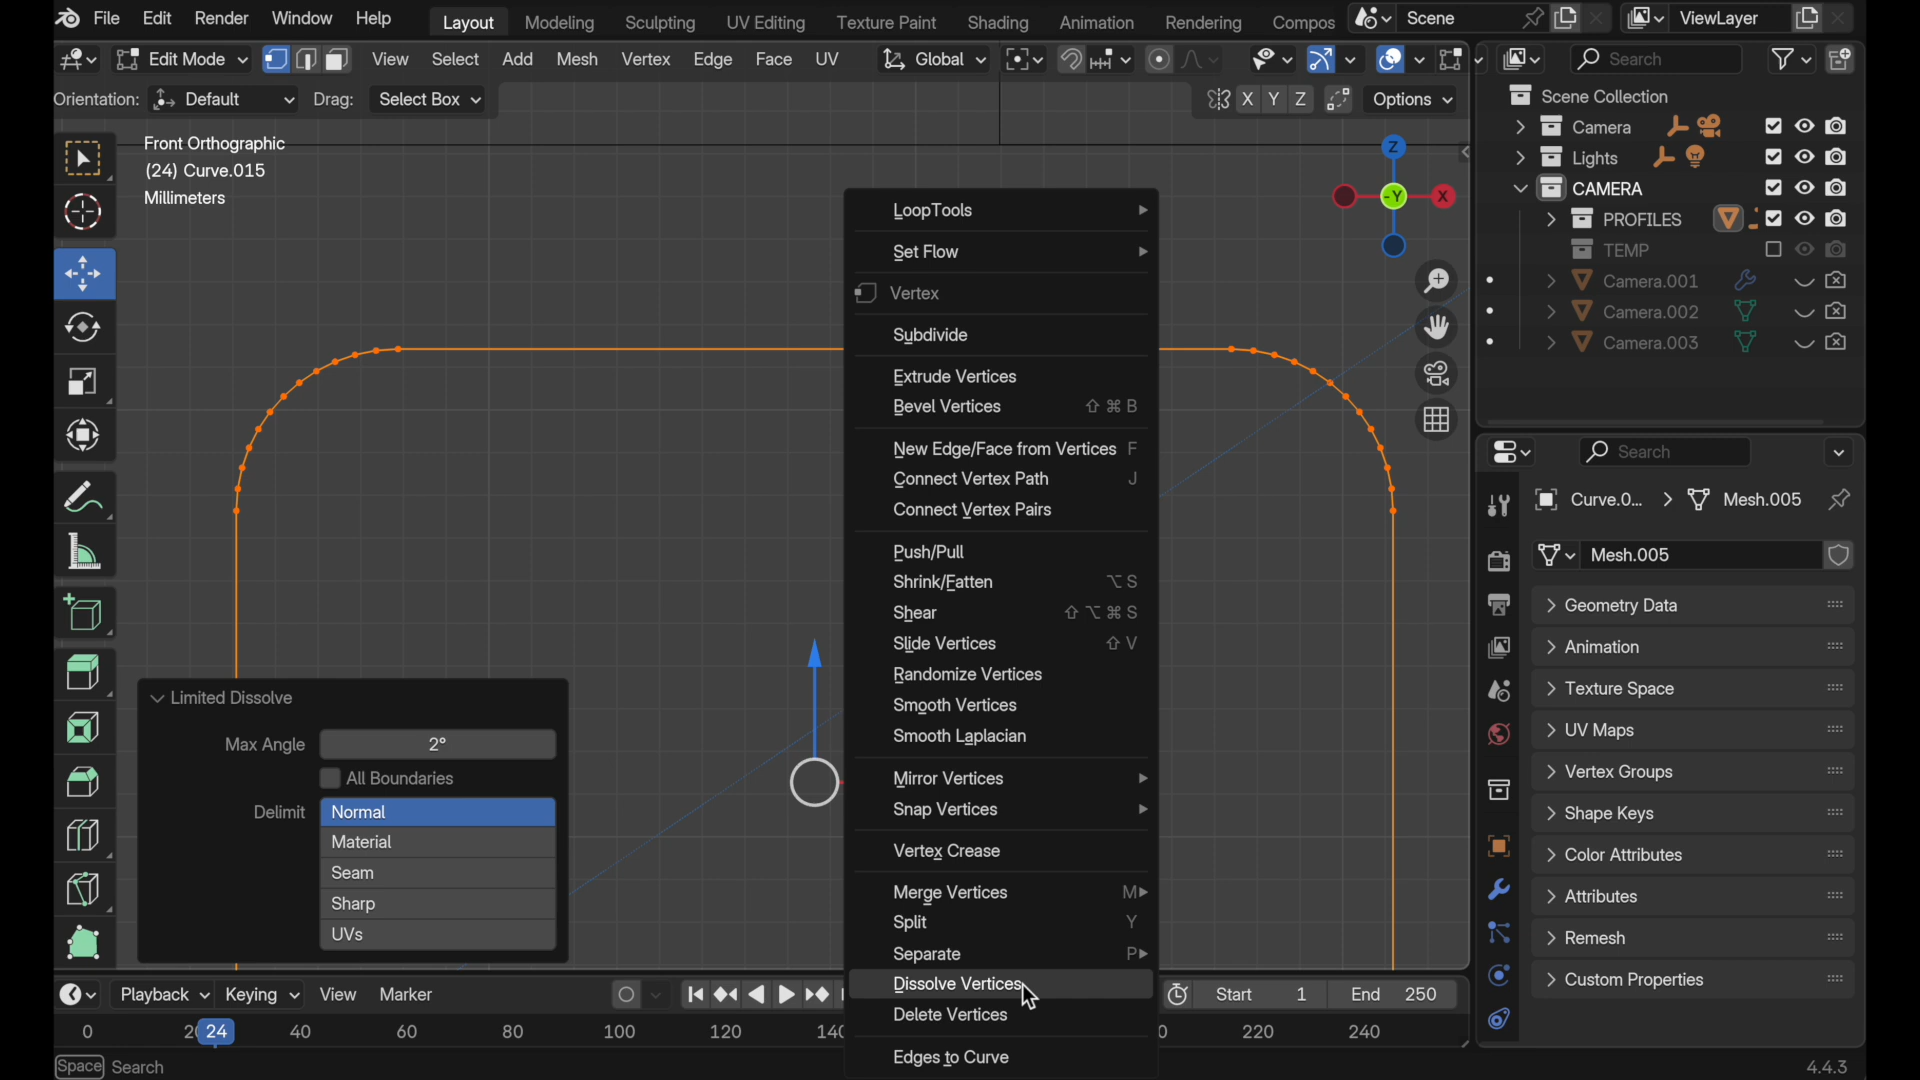 File Edit Render Window Help Layout Modeling Sculpting UV Editing Texture Paint Shading Animation Rendering Compos Scene ViewLayer
Edit Mode View Select Add Mesh Vertex Edge Face UV Global Search
Orientation: Default Drag: Select Box X Y Z Options
Scene Collection
Camera
Lights
CAMERA
PROFILES
TEMP
Camera.001
Camera.002
Camera.003
Front Orthographic
(24) Curve.015
Millimeters
Z
-Y
X
LoopTools
Set Flow
Vertex
Subdivide
Extrude Vertices
Bevel Vertices ⇧ ⌘ B
New Edge/Face from Vertices F
Connect Vertex Path J
Connect Vertex Pairs
Push/Pull
Shrink/Fatten ⌥ S
Shear ⇧ ⌥ ⌘ S
Slide Vertices ⇧ V
Randomize Vertices
Smooth Vertices
Smooth Laplacian
Mirror Vertices
Snap Vertices
Vertex Crease
Merge Vertices M
Split Y
Separate P
Dissolve Vertices
Delete Vertices
Edges to Curve
Limited Dissolve
Max Angle 2°
All Boundaries
Delimit Normal
Material
Seam
Sharp
UVs
Search
Curve.0... Mesh.005
Mesh.005
Geometry Data
Animation
Texture Space
UV Maps
Vertex Groups
Shape Keys
Color Attributes
Attributes
Remesh
Custom Properties
Playback Keying View Marker Start 1 End 250
0 24 40 60 80 100 120 220 240
Space Search 4.4.3